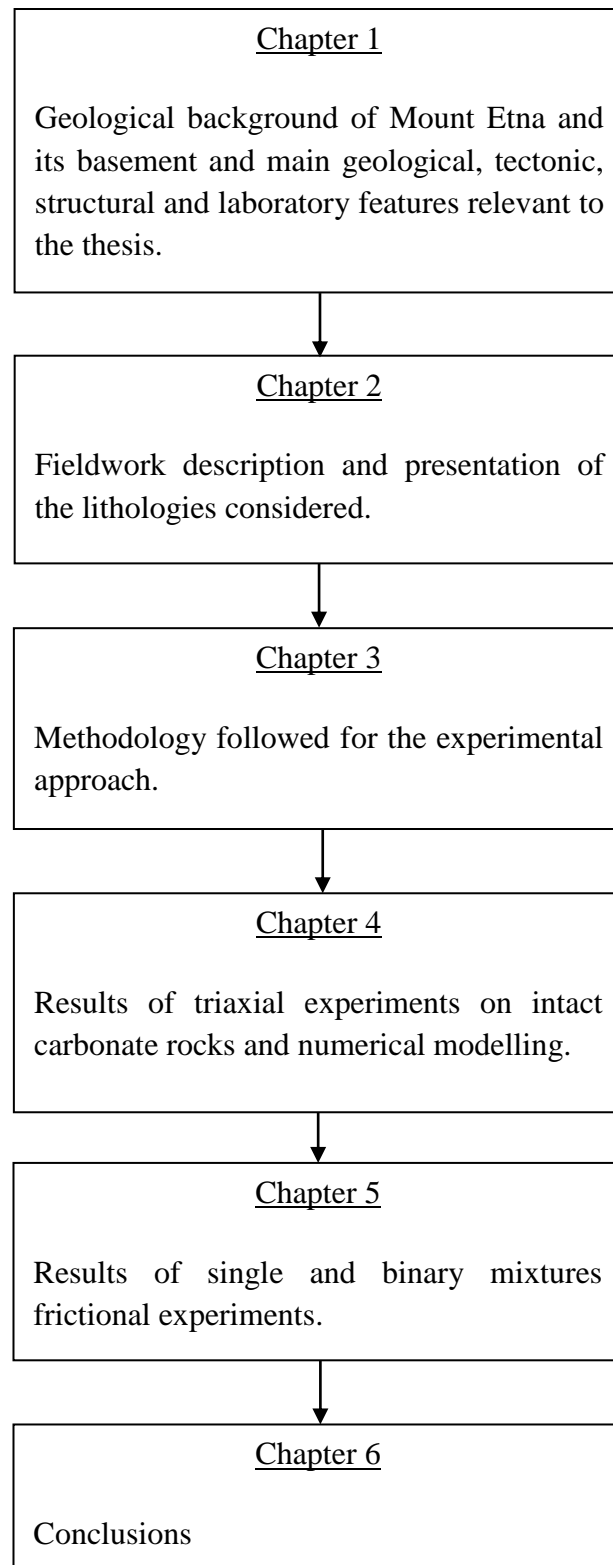 Chapter 1
Geological background of Mount Etna and
its basement and main geological, tectonic,
structural and laboratory features relevant to
the thesis.
Chapter 2
Fieldwork description and presentation of
the lithologies considered.
Chapter 3
Methodology followed for the experimental
approach.
Chapter 4
Results of triaxial experiments on intact
carbonate rocks and numerical modelling.
Chapter 5
Results of single and binary mixtures
frictional experiments.
Chapter 6
Conclusions